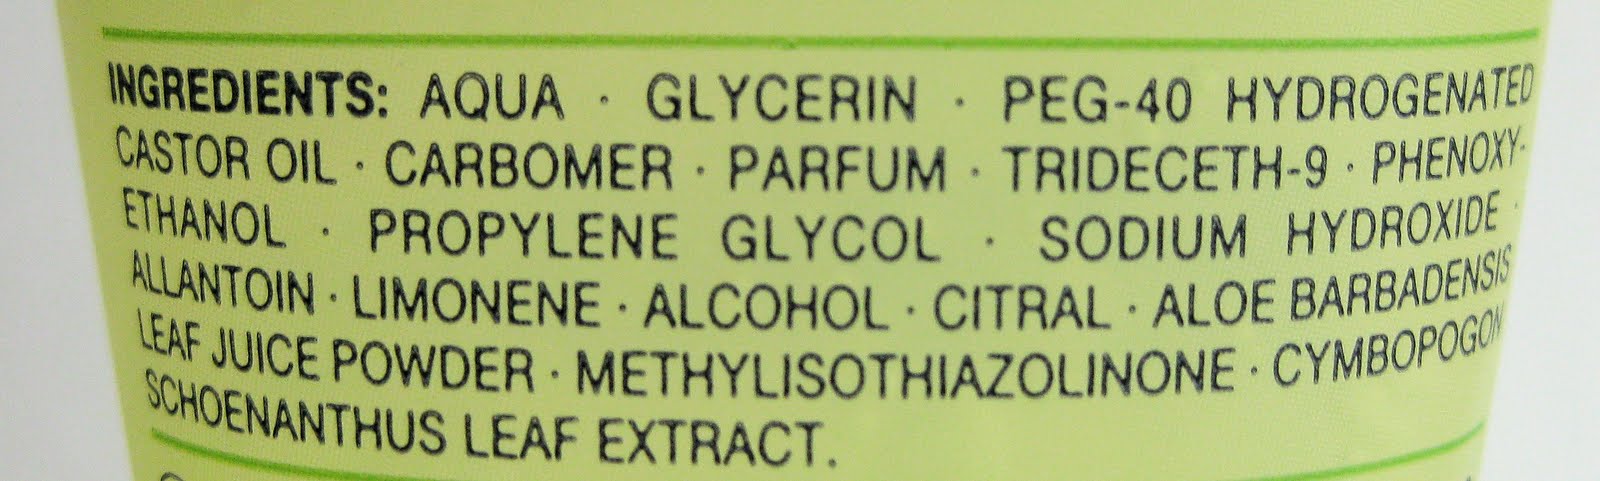 INGREDIENTS: AQUA · GLYCERIN · PEG-40 HYDROGENATED
CASTOR OIL · CARBOMER · PARFUM · TRIDECETH-9 · PHENOXY-
ETHANOL · PROPYLENE GLYCOL · SODIUM HYDROXIDE ·
ALLANTOIN · LIMONENE · ALCOHOL · CITRAL · ALOE BARBADENSIS
LEAF JUICE POWDER · METHYLISOTHIAZOLINONE · CYMBOPOGON
SCHOENANTHUS LEAF EXTRACT.